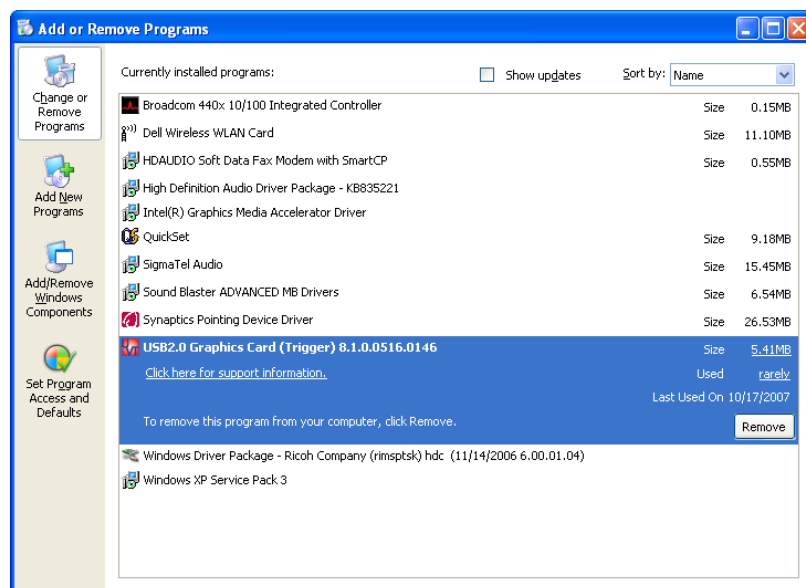 Add or Remove Programs
Change or
Remove
Programs
Add New
Programs
Add/Remove
Windows
Components
Set Program
Access and
Defaults
Currently installed programs:
Show updates
Sort by: Name
Broadcom 440x 10/100 Integrated Controller Size 0.15MB
Dell Wireless WLAN Card Size 11.10MB
HDAUDIO Soft Data Fax Modem with SmartCP Size 0.55MB
High Definition Audio Driver Package - KB835221
Intel(R) Graphics Media Accelerator Driver
QuickSet Size 9.18MB
SigmaTel Audio Size 15.45MB
Sound Blaster ADVANCED MB Drivers Size 6.54MB
Synaptics Pointing Device Driver Size 26.53MB
USB2.0 Graphics Card (Trigger) 8.1.0.0516.0146 Size 5.41MB
Click here for support information. Used rarely
Last Used On 10/17/2007
To remove this program from your computer, click Remove. Remove
Windows Driver Package - Ricoh Company (rimsptsk) hdc (11/14/2006 6.00.01.04)
Windows XP Service Pack 3